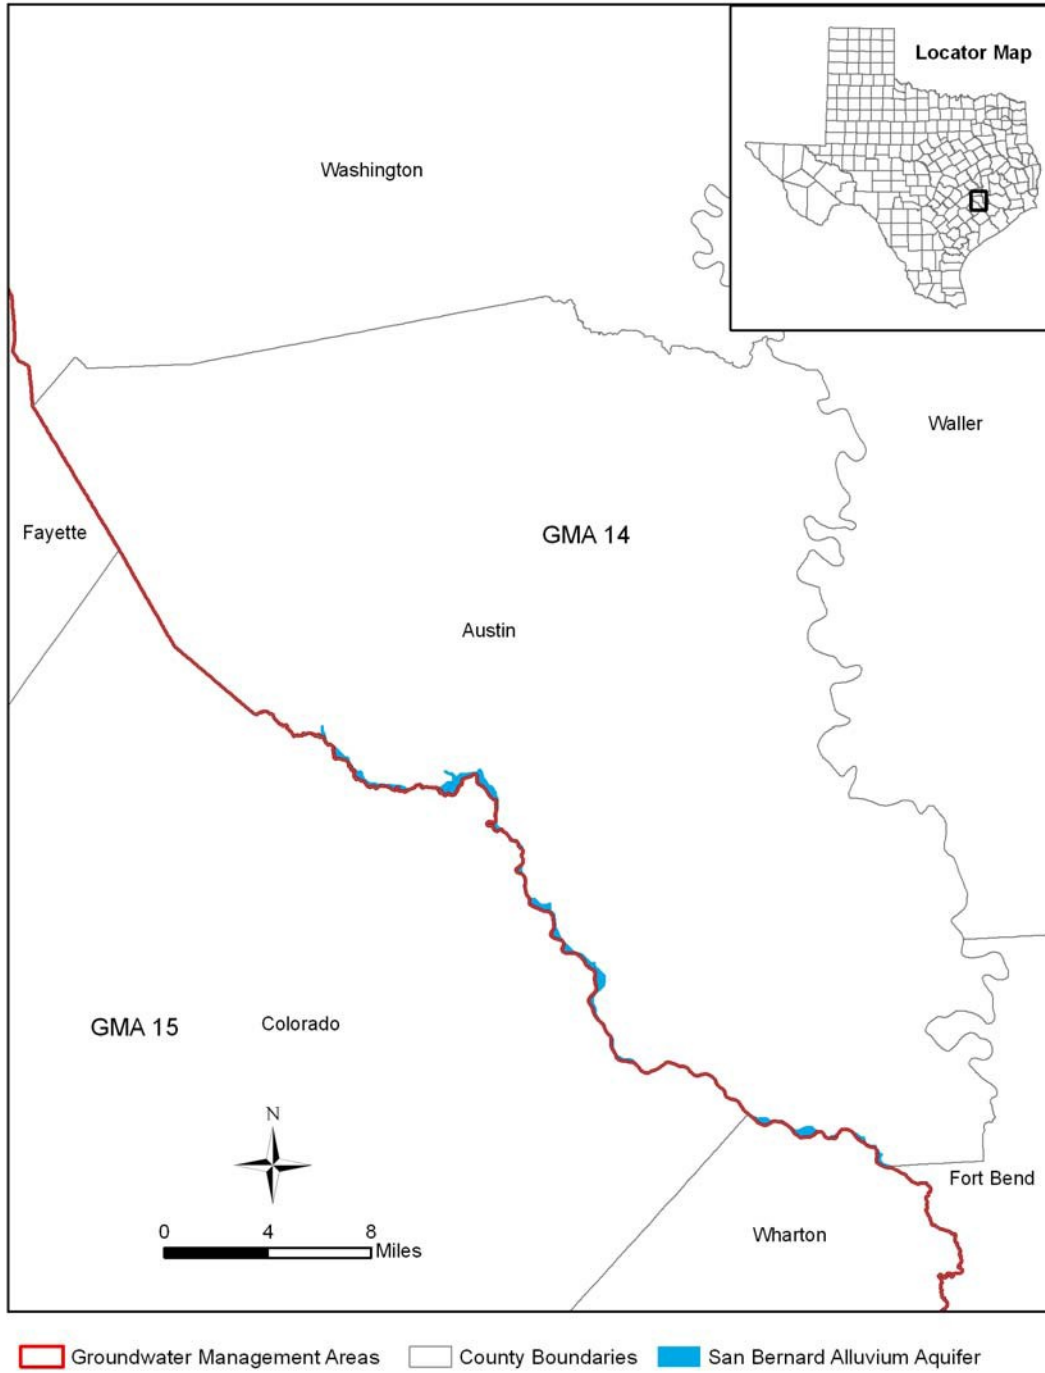 Locator Map
Washington
Waller
Fayette
GMA 14
Austin
GMA 15
Colorado
N
Fort Bend
0 4 8
Miles
Wharton
Groundwater Management Areas County Boundaries San Bernard Alluvium Aquifer